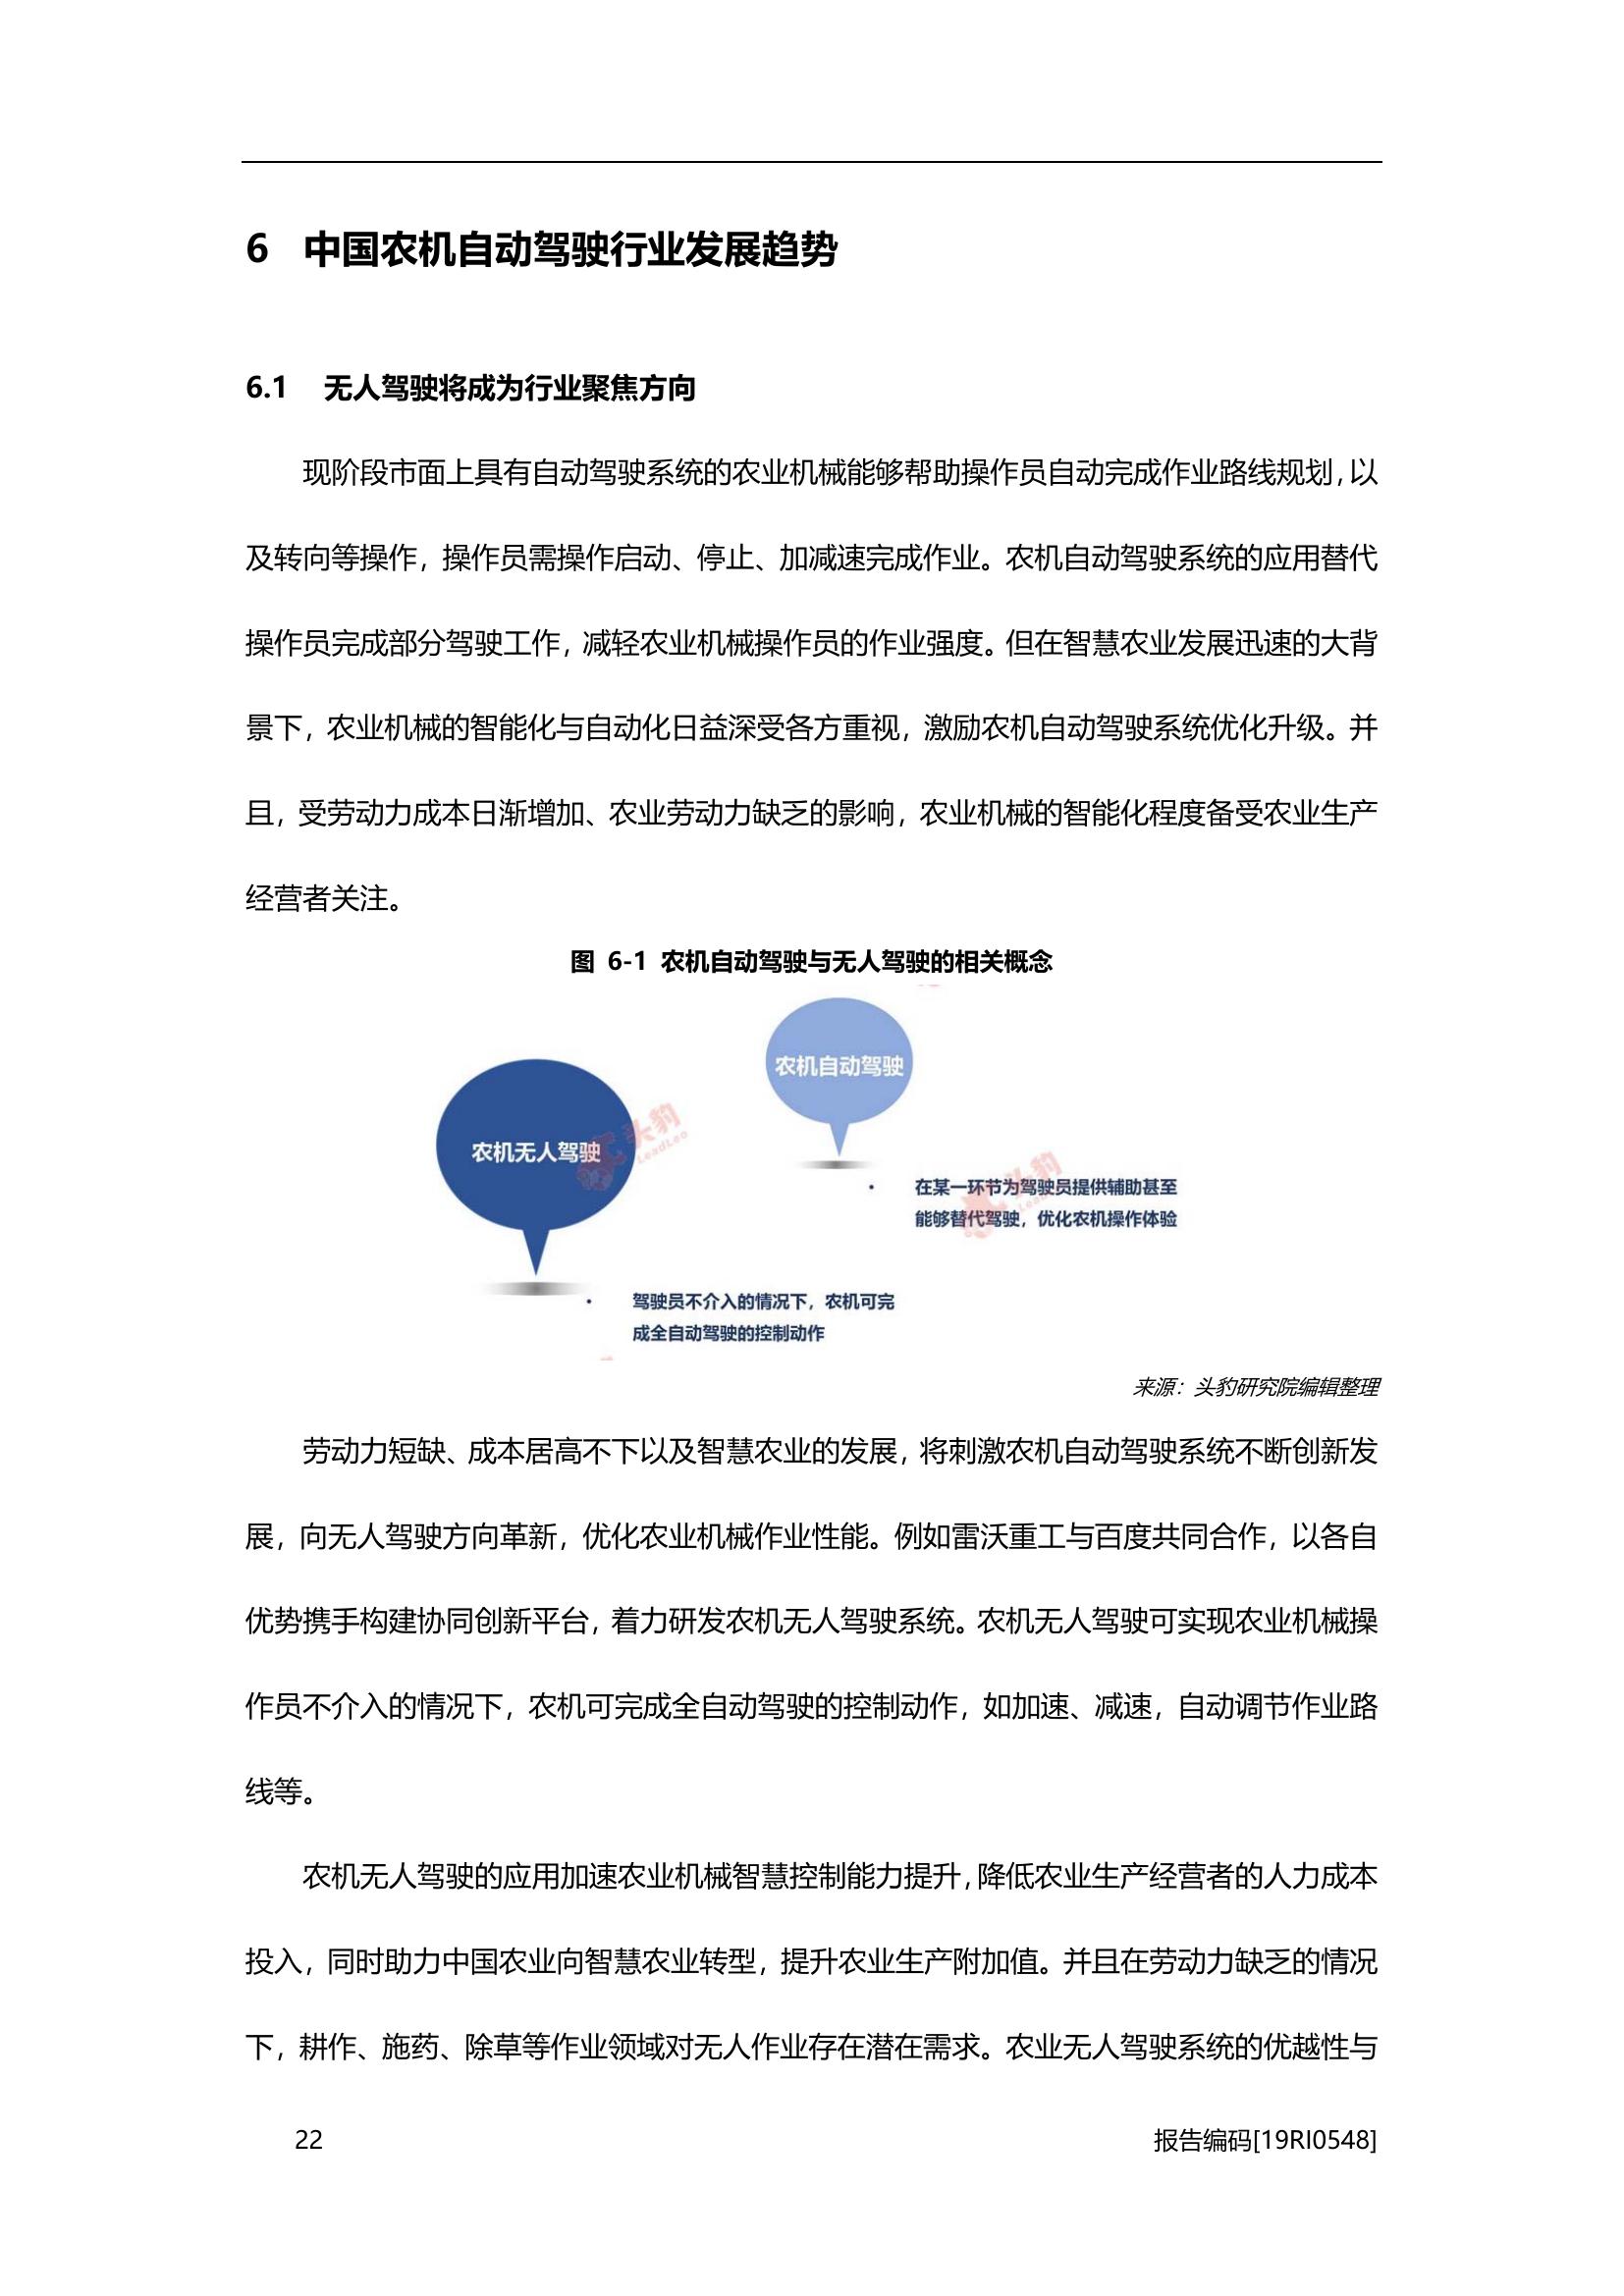 6 中国农机自动驾驶行业发展趋势
6.1 无人驾驶将成为行业聚焦方向
现阶段市面上具有自动驾驶系统的农业机械能够帮助操作员自动完成作业路线规划，以
及转向等操作，操作员需操作启动、停止、加减速完成作业。农机自动驾驶系统的应用替代
操作员完成部分驾驶工作，减轻农业机械操作员的作业强度。但在智慧农业发展迅速的大背
景下，农业机械的智能化与自动化日益深受各方重视，激励农机自动驾驶系统优化升级。并
且，受劳动力成本日渐增加、农业劳动力缺乏的影响，农业机械的智能化程度备受农业生产
经营者关注。
图 6-1 农机自动驾驶与无人驾驶的相关概念
农机自动驾驶
农机无人驾驶
头豹
LeadLeo
头豹
LeadLeo
• 在某一环节为驾驶员提供辅助甚至
能够替代驾驶，优化农机操作体验
• 驾驶员不介入的情况下，农机可完
成全自动驾驶的控制动作
来源：头豹研究院编辑整理
劳动力短缺、成本居高不下以及智慧农业的发展，将刺激农机自动驾驶系统不断创新发
展，向无人驾驶方向革新，优化农业机械作业性能。例如雷沃重工与百度共同合作，以各自
优势携手构建协同创新平台，着力研发农机无人驾驶系统。农机无人驾驶可实现农业机械操
作员不介入的情况下，农机可完成全自动驾驶的控制动作，如加速、减速，自动调节作业路
线等。
农机无人驾驶的应用加速农业机械智慧控制能力提升，降低农业生产经营者的人力成本
投入，同时助力中国农业向智慧农业转型，提升农业生产附加值。并且在劳动力缺乏的情况
下，耕作、施药、除草等作业领域对无人作业存在潜在需求。农业无人驾驶系统的优越性与
22 报告编码[19RI0548]